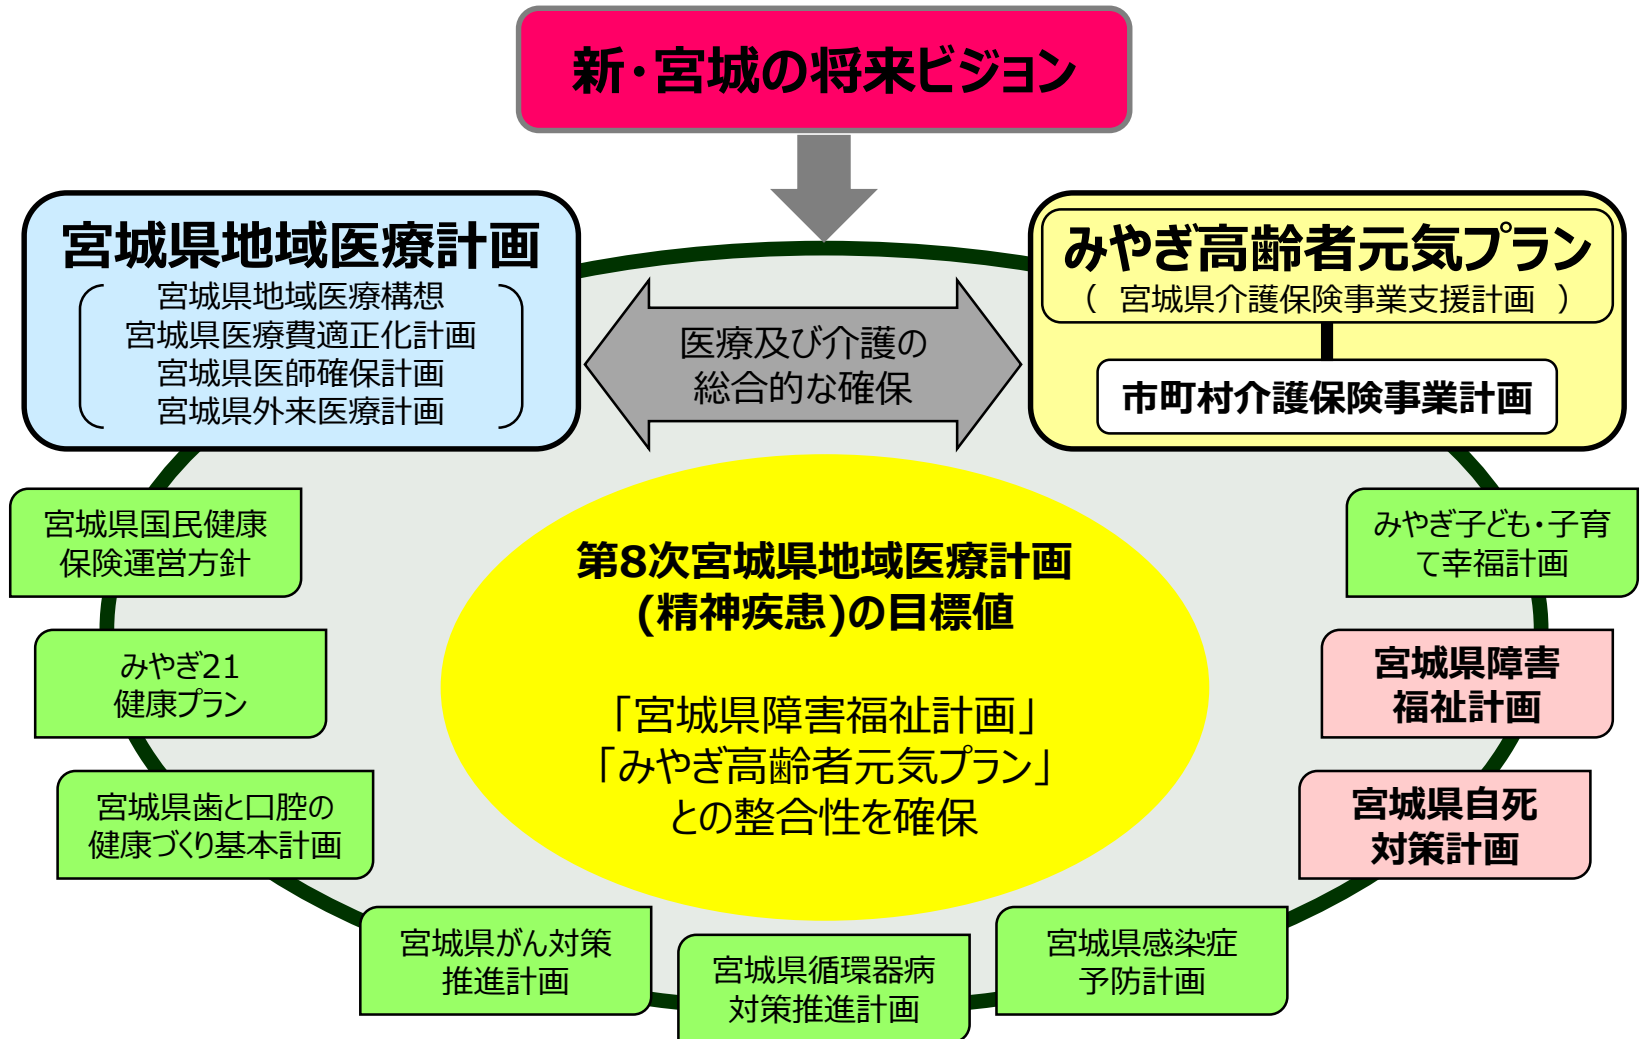 新・宮城の将来ビジョン
宮城県地域医療計画
宮城県地域医療構想
宮城県医療費適正化計画
宮城県医師確保計画
宮城県外来医療計画
医療及び介護の
総合的な確保
みやぎ高齢者元気プラン
（ 宮城県介護保険事業支援計画 ）
市町村介護保険事業計画
宮城県国民健康
保険運営方針
みやぎ21
健康プラン
宮城県歯と口腔の
健康づくり基本計画
第8次宮城県地域医療計画
(精神疾患)の目標値
「宮城県障害福祉計画」
「みやぎ高齢者元気プラン」
との整合性を確保
みやぎ子ども・子育
て幸福計画
宮城県障害
福祉計画
宮城県自死
対策計画
宮城県がん対策
推進計画
宮城県循環器病
対策推進計画
宮城県感染症
予防計画